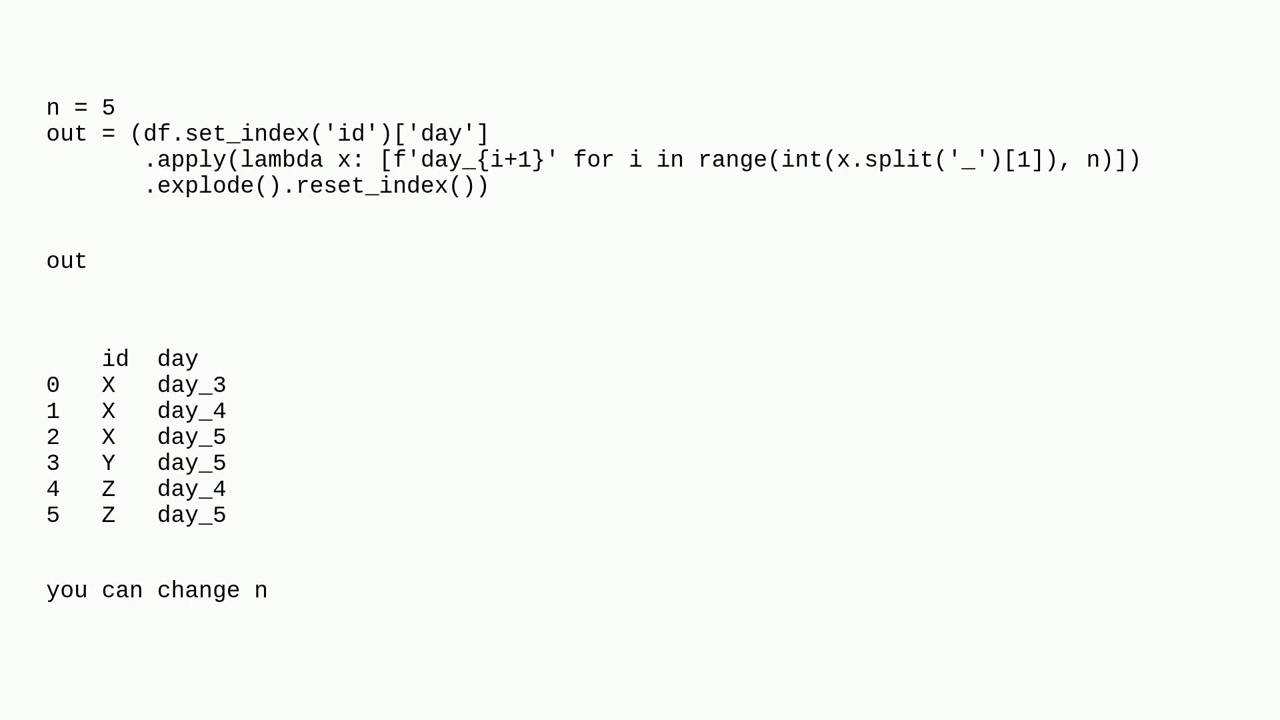 n = 5
out = (df.set_index('id')['day']
       .apply(lambda x: [f'day_{i+1}' for i in range(int(x.split('_')[1]), n)])
       .explode().reset_index())
out
    id  day
0   X   day_3
1   X   day_4
2   X   day_5
3   Y   day_5
4   Z   day_4
5   Z   day_5
you can change n